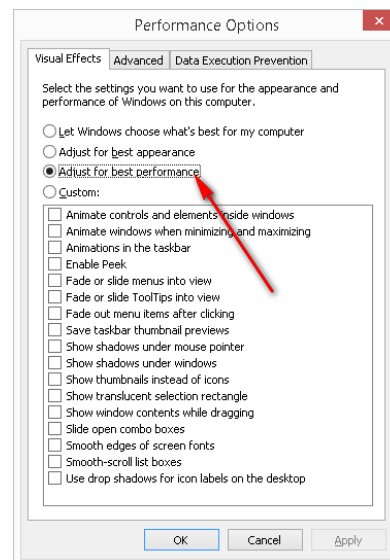 Performance Options
Visual Effects
Advanced
Data Execution Prevention
Select the settings you want to use for the appearance and
performance of Windows on this computer.
Let Windows choose what's best for my computer
Adjust for best appearance
Adjust for best performance
Custom:
Animate controls and elements inside windows
Animate windows when minimizing and maximizing
Animations in the taskbar
Enable Peek
Fade or slide menus into view
Fade or slide ToolTips into view
Fade out menu items after clicking
Save taskbar thumbnail previews
Show shadows under mouse pointer
Show shadows under windows
Show thumbnails instead of icons
Show translucent selection rectangle
Show window contents while dragging
Slide open combo boxes
Smooth edges of screen fonts
Smooth-scroll list boxes
Use drop shadows for icon labels on the desktop
OK
Cancel
Apply